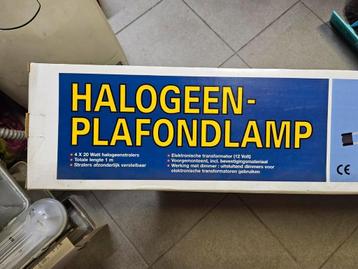 HALOGEEN-
PLAFONDLAMP
• 4 X 20 Watt halogeenstralers
• Totale lengte 1 m
• Stralers afzonderlijk verstelbaar
• Elektronische transformator (12 Volt)
• Voorgemonteerd, incl. bevestigingsmateriaal
• Werking met dimmer: uitsluitend dimmers voor
elektronische transformatoren gebruiken
CE